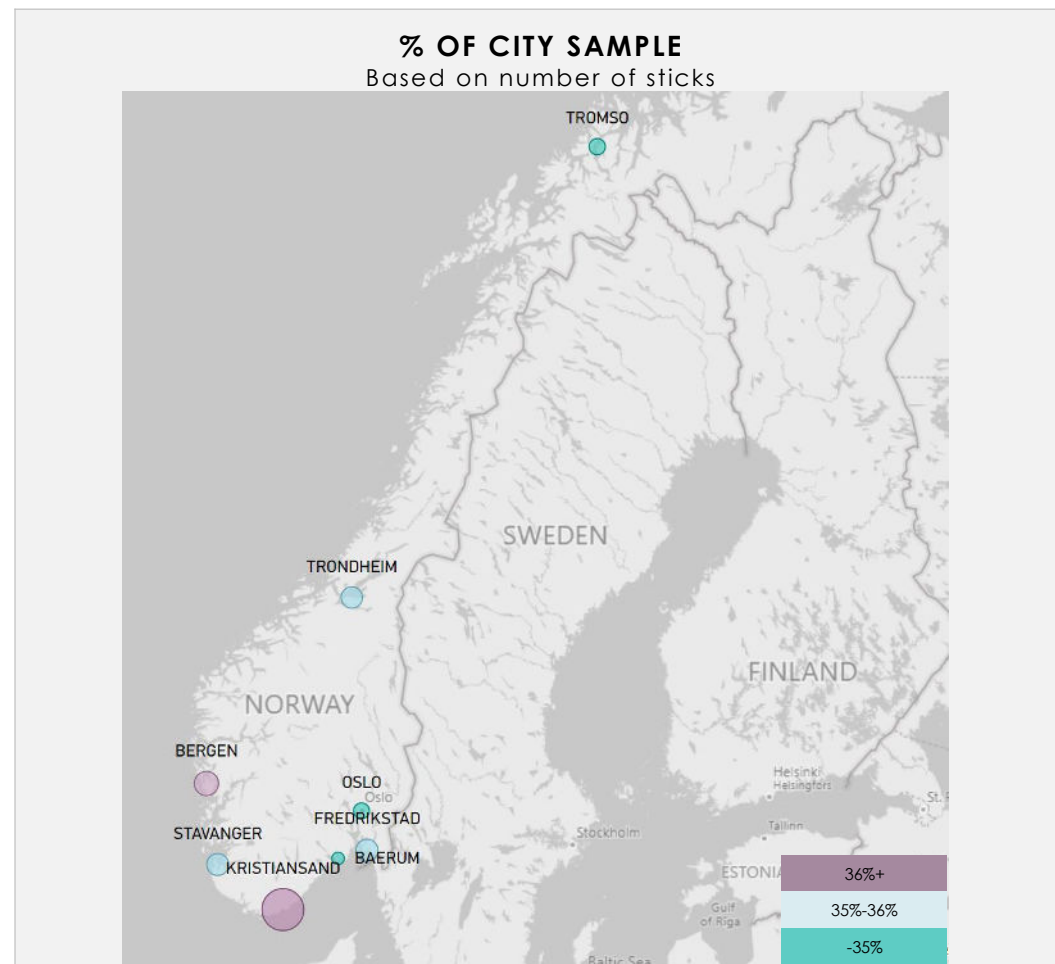 % OF CITY SAMPLE
Based on number of sticks
TROMSO
SWEDEN
TRONDHEIM
FINLAND
NORWAY
BERGEN
OSLO
Oslo
Helsinki
Helsingfors
FREDRIKSTAD
STAVANGER
Stockholm
Tallinn
BAERUM
KRISTIANSAND
ESTONIA
36%+
Gulf
of Riga
35%-36%
-35%
Baltic Sea